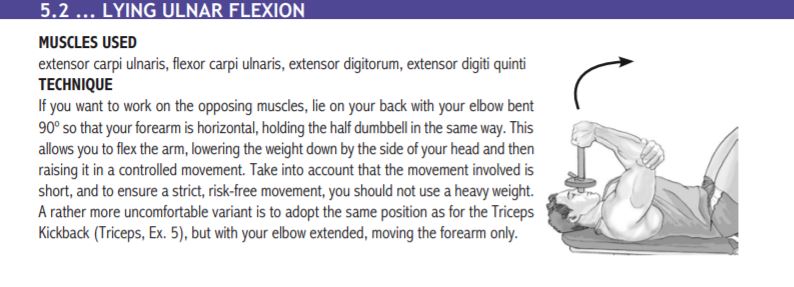 5.2 ... LYING ULNAR FLEXION
MUSCLES USED
extensor carpi ulnaris, flexor carpi ulnaris, extensor digitorum, extensor digiti quinti
TECHNIQUE
If you want to work on the opposing muscles, lie on your back with your elbow bent
90º so that your forearm is horizontal, holding the half dumbbell in the same way. This
allows you to flex the arm, lowering the weight down by the side of your head and then
raising it in a controlled movement. Take into account that the movement involved is
short, and to ensure a strict, risk-free movement, you should not use a heavy weight.
A rather more uncomfortable variant is to adopt the same position as for the Triceps
Kickback (Triceps, Ex. 5), but with your elbow extended, moving the forearm only.